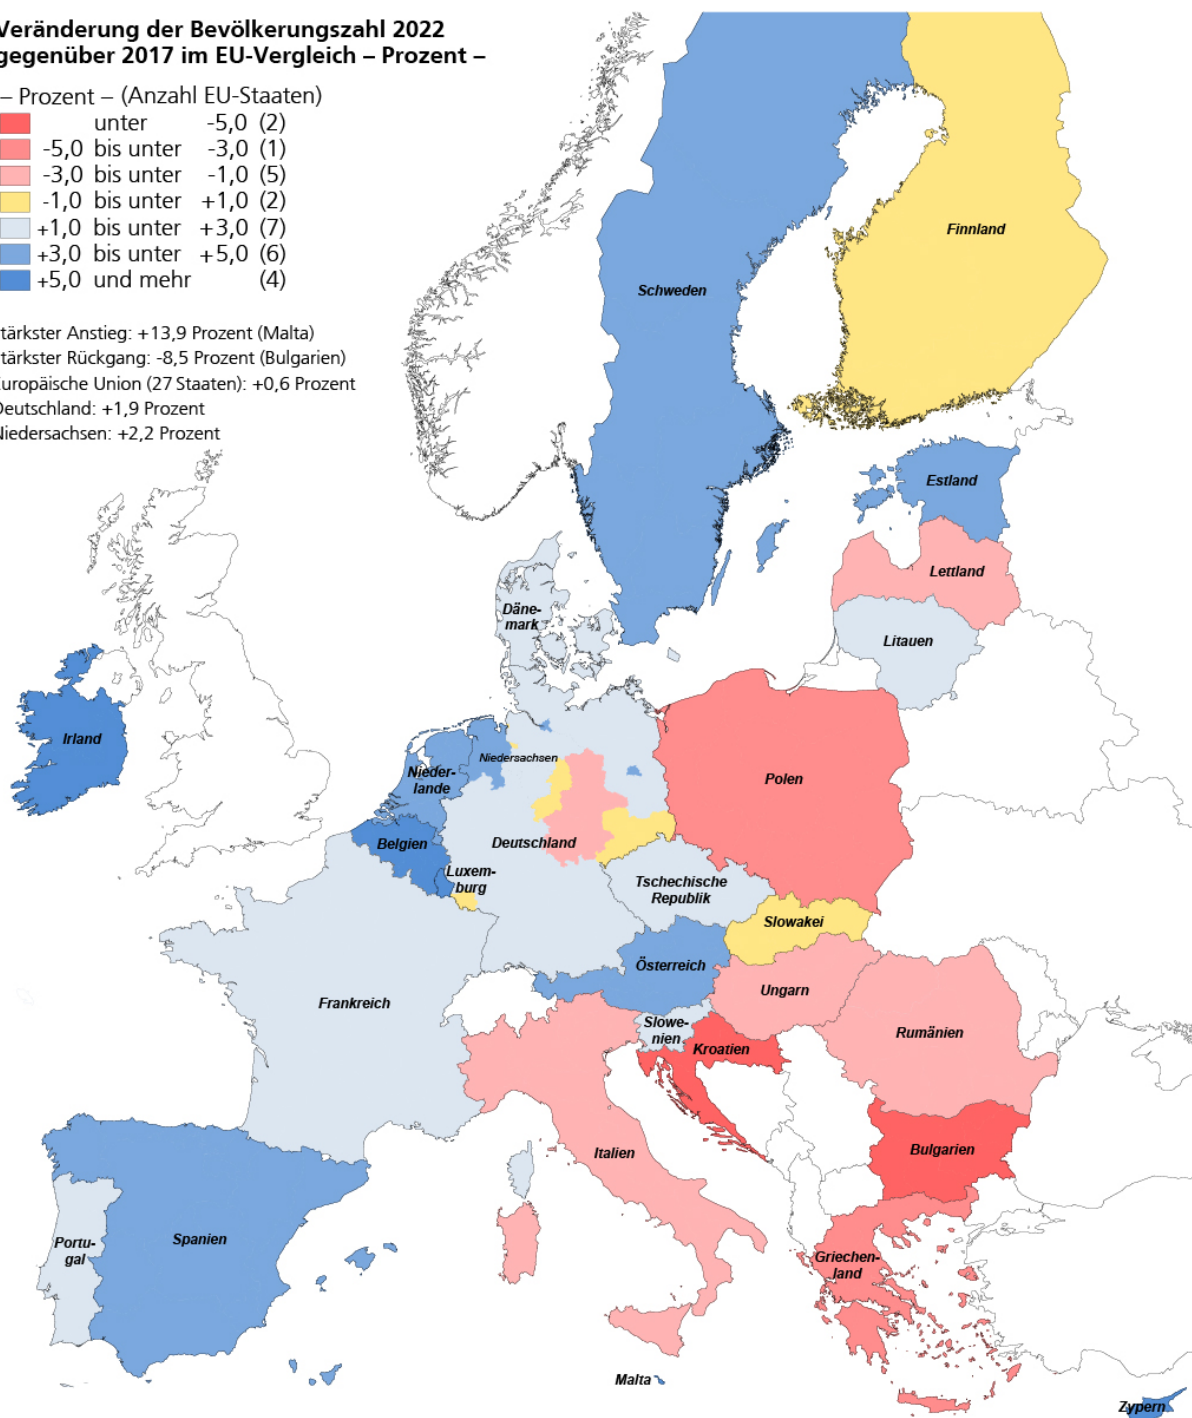 Veränderung der Bevölkerungszahl 2022
gegenüber 2017 im EU-Vergleich – Prozent –
– Prozent – (Anzahl EU-Staaten)
unter -5,0 (2)
-5,0 bis unter -3,0 (1)
-3,0 bis unter -1,0 (5)
-1,0 bis unter +1,0 (2)
+1,0 bis unter +3,0 (7)
+3,0 bis unter +5,0 (6)
+5,0 und mehr (4)
tärkster Anstieg: +13,9 Prozent (Malta)
tärkster Rückgang: -8,5 Prozent (Bulgarien)
Europäische Union (27 Staaten): +0,6 Prozent
Deutschland: +1,9 Prozent
Niedersachsen: +2,2 Prozent
Finnland
Schweden
Estland
Lettland
Däne-
mark
Litauen
Irland
Niedersachsen
Nieder-
lande
Polen
Belgien
Deutschland
Luxem-
burg
Tschechische
Republik
Slowakei
Österreich
Ungarn
Frankreich
Slowe-
nien
Kroatien
Rumänien
Italien
Bulgarien
Portu-
gal
Spanien
Griechen-
land
Malta
Zypern